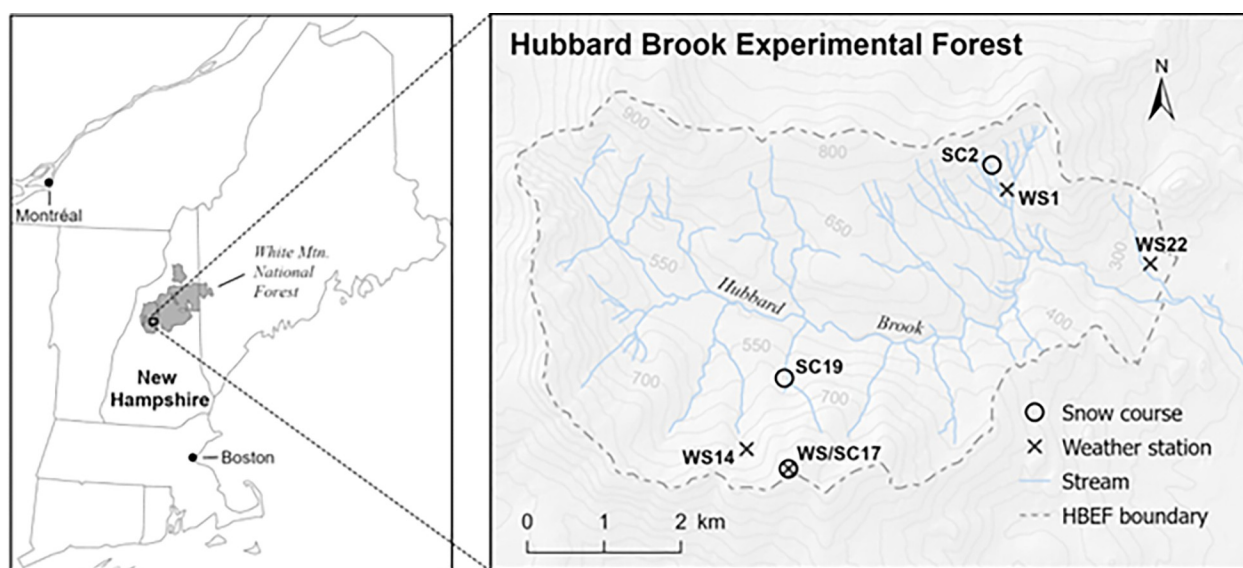 Montréal
White Mtn.
National
Forest
New
Hampshire
Boston
Hubbard Brook Experimental Forest
N
900
800
SC2
WS1
650
WS22
300
550
Hubbard
Brook
400
550
SC19
700
700
WS14
WS/SC17
Snow course
Weather station
Stream
HBEF boundary
0 1 2 km